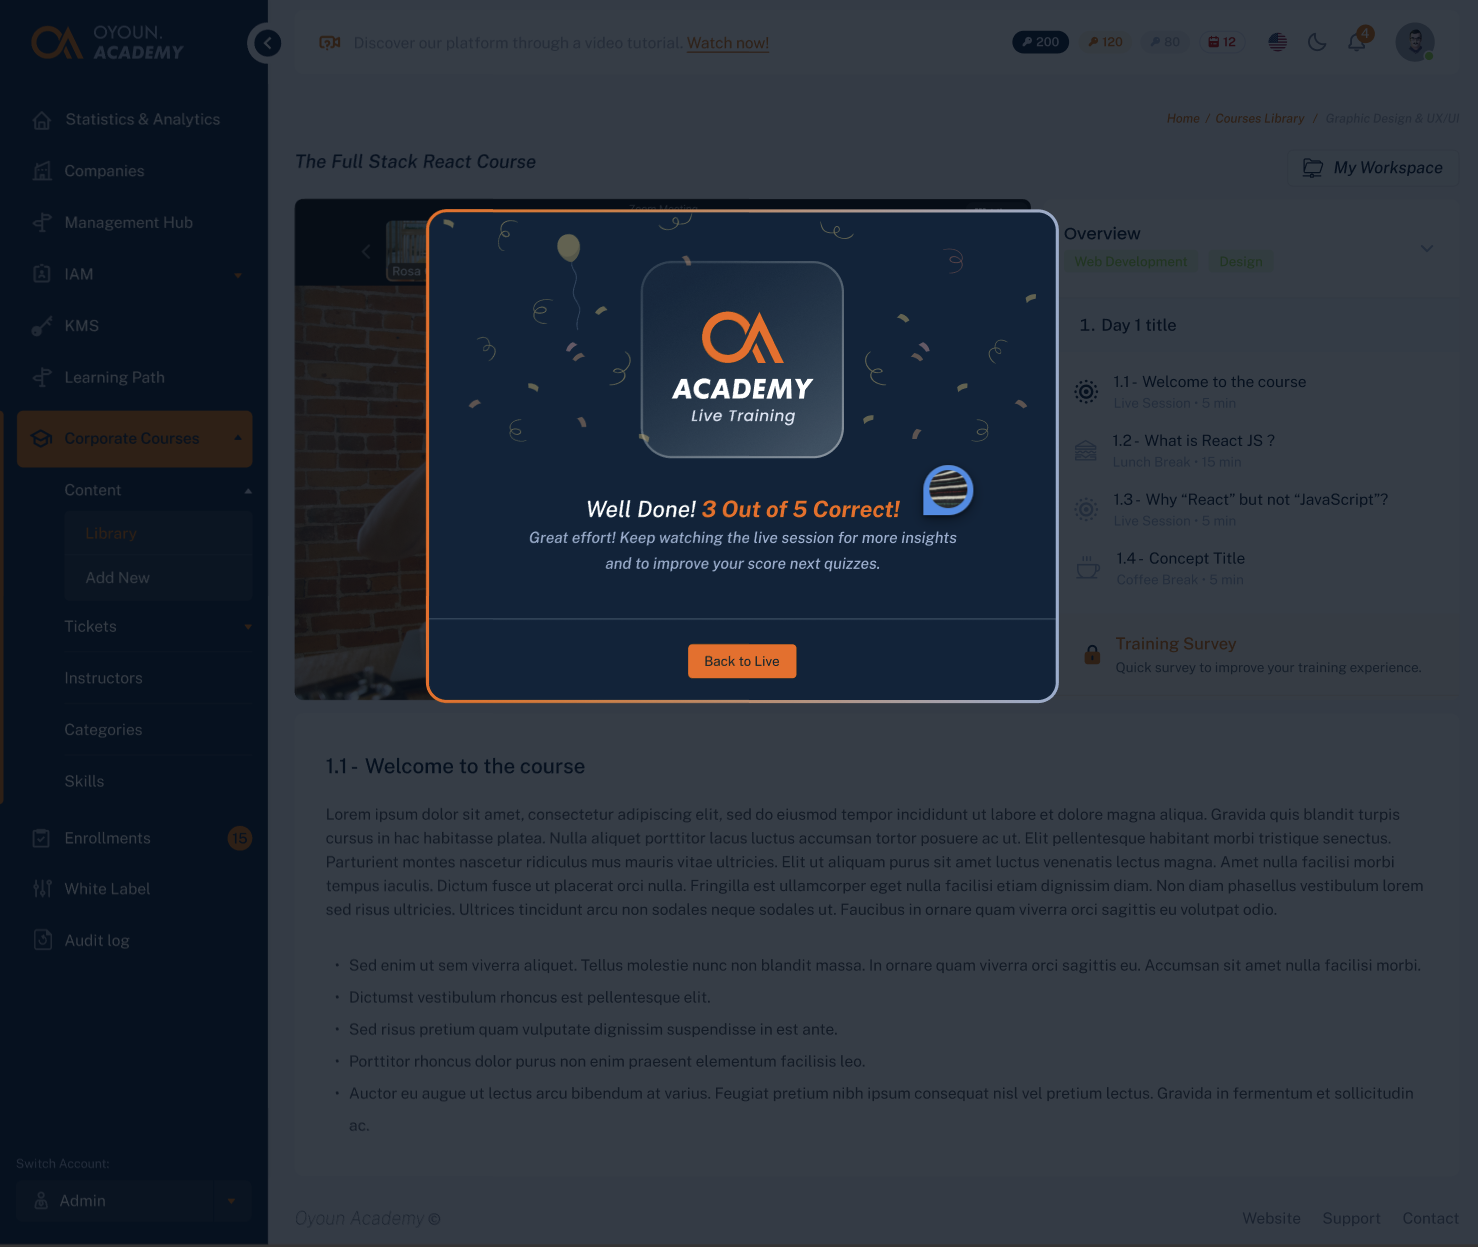 OYOUN.
ACADEMY
Discover our platform through a video tutorial. Watch now!
200
120
80
12
4
Statistics & Analytics
Companies
Management Hub
IAM
KMS
Learning Path
Corporate Courses
Content
Library
Add New
Tickets
Instructors
Categories
Skills
Enrollments
15
White Label
Audit log
Switch Account:
Admin
Home / Courses Library / Graphic Design & UX/UI
The Full Stack React Course
My Workspace
Zoom Meeting
Rosa
ACADEMY
Live Training
Well Done! 3 Out of 5 Correct!
Great effort! Keep watching the live session for more insights
and to improve your score next quizzes.
Back to Live
Overview
Web Development
Design
1. Day 1 title
1.1 - Welcome to the course
Live Session • 5 min
1.2 - What is React JS ?
Lunch Break • 15 min
1.3 - Why “React” but not “JavaScript”?
Live Session • 5 min
1.4 - Concept Title
Coffee Break • 5 min
Training Survey
Quick survey to improve your training experience.
1.1 - Welcome to the course
Lorem ipsum dolor sit amet, consectetur adipiscing elit, sed do eiusmod tempor incididunt ut labore et dolore magna aliqua. Gravida quis blandit turpis
cursus in hac habitasse platea. Nulla aliquet porttitor lacus luctus accumsan tortor posuere ac ut. Elit pellentesque habitant morbi tristique senectus.
Parturient montes nascetur ridiculus mus mauris vitae ultricies. Elit ut aliquam purus sit amet luctus venenatis lectus magna. Amet nulla facilisi morbi
tempus iaculis. Dictum fusce ut placerat orci nulla. Fringilla est ullamcorper eget nulla facilisi etiam dignissim diam. Non diam phasellus vestibulum lorem
sed risus ultricies. Ultrices tincidunt arcu non sodales neque sodales ut. Faucibus in ornare quam viverra orci sagittis eu volutpat odio.
• Sed enim ut sem viverra aliquet. Tellus molestie nunc non blandit massa. In ornare quam viverra orci sagittis eu. Accumsan sit amet nulla facilisi morbi.
• Dictumst vestibulum rhoncus est pellentesque elit.
• Sed risus pretium quam vulputate dignissim suspendisse in est ante.
• Porttitor rhoncus dolor purus non enim praesent elementum facilisis leo.
• Auctor eu augue ut lectus arcu bibendum at varius. Feugiat pretium nibh ipsum consequat nisl vel pretium lectus. Gravida in fermentum et sollicitudin
ac.
Oyoun Academy ©
Website
Support
Contact